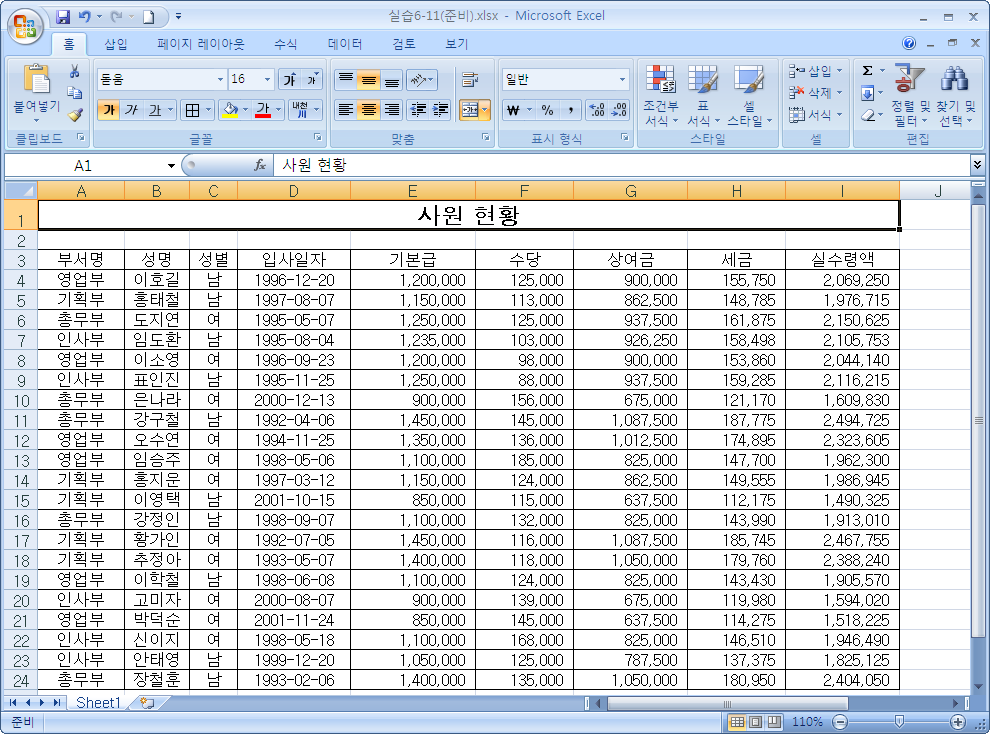 실습6-11(준비).xlsx - Microsoft Excel
홈 삽입 페이지 레이아웃 수식 데이터 검토 보기
붙여넣기
클립보드
돋움 16 가 가
가 가 가 가 내천 川
글꼴
맞춤
일반
₩ % ,
표시 형식
조건부 서식 표 서식 셀 스타일
스타일
삽입
삭제
서식
셀
Σ
정렬 및 필터 찾기 및 선택
편집
A1 fx 사원 현황
A B C D E F G H I J
1 사원 현황
2
3 부서명 성명 성별 입사일자 기본급 수당 상여금 세금 실수령액
4 영업부 이호길 남 1996-12-20 1,200,000 125,000 900,000 155,750 2,069,250
5 기획부 홍태철 남 1997-08-07 1,150,000 113,000 862,500 148,785 1,976,715
6 총무부 도지연 여 1995-05-07 1,250,000 125,000 937,500 161,875 2,150,625
7 인사부 임도환 남 1995-08-04 1,235,000 103,000 926,250 158,498 2,105,753
8 영업부 이소영 여 1996-09-23 1,200,000 98,000 900,000 153,860 2,044,140
9 인사부 표인진 남 1995-11-25 1,250,000 88,000 937,500 159,285 2,116,215
10 총무부 은나라 여 2000-12-13 900,000 156,000 675,000 121,170 1,609,830
11 총무부 강구철 남 1992-04-06 1,450,000 145,000 1,087,500 187,775 2,494,725
12 영업부 오수연 여 1994-11-25 1,350,000 136,000 1,012,500 174,895 2,323,605
13 영업부 임승주 여 1998-05-06 1,100,000 185,000 825,000 147,700 1,962,300
14 기획부 홍지운 여 1997-03-12 1,150,000 124,000 862,500 149,555 1,986,945
15 기획부 이영택 남 2001-10-15 850,000 115,000 637,500 112,175 1,490,325
16 총무부 강정인 남 1998-09-07 1,100,000 132,000 825,000 143,990 1,913,010
17 기획부 황가인 여 1992-07-05 1,450,000 116,000 1,087,500 185,745 2,467,755
18 기획부 추정아 여 1993-05-07 1,400,000 118,000 1,050,000 179,760 2,388,240
19 영업부 이학철 남 1998-06-08 1,100,000 124,000 825,000 143,430 1,905,570
20 인사부 고미자 여 2000-08-07 900,000 139,000 675,000 119,980 1,594,020
21 영업부 박덕순 여 2001-11-24 850,000 145,000 637,500 114,275 1,518,225
22 인사부 신이지 여 1998-05-18 1,100,000 168,000 825,000 146,510 1,946,490
23 인사부 안태영 남 1999-12-20 1,050,000 125,000 787,500 137,375 1,825,125
24 총무부 장철훈 남 1993-02-06 1,400,000 135,000 1,050,000 180,950 2,404,050
Sheet1
준비 110%